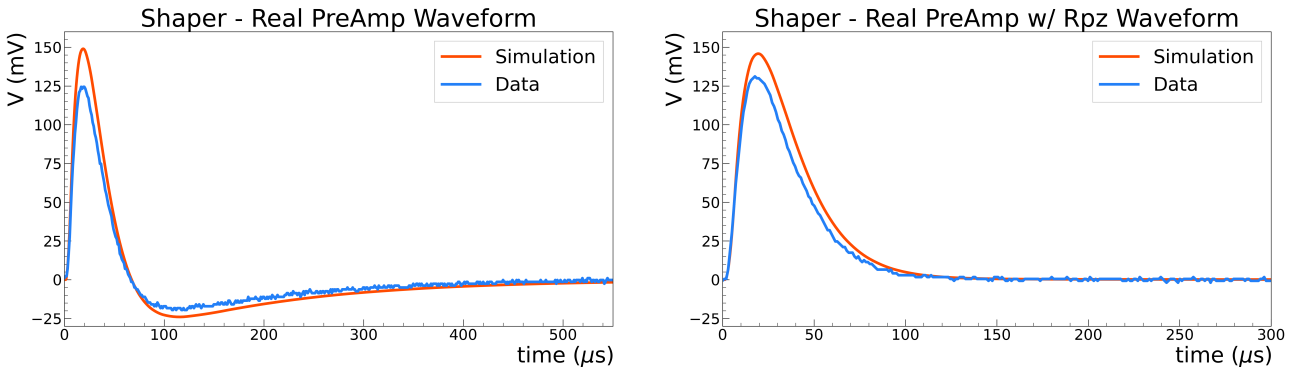 Shaper - Real PreAmp Waveform
V (mV)
150
125
100
75
50
25
0
−25
0 100 200 300 400 500
time (μs)
Simulation
Data
Shaper - Real PreAmp w/ Rpz Waveform
V (mV)
150
125
100
75
50
25
0
−25
0 50 100 150 200 250 300
time (μs)
Simulation
Data